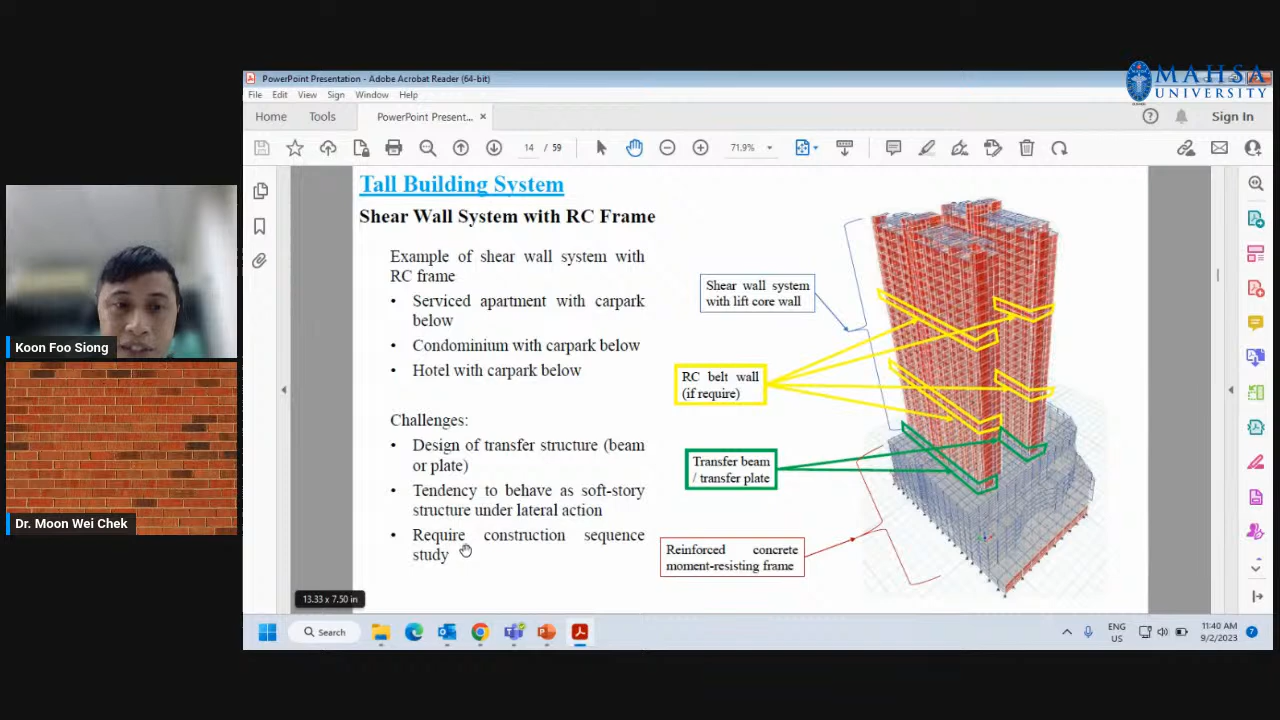 MAHSA
UNIVERSITY
PowerPoint Presentation - Adobe Acrobat Reader (64-bit)
File Edit View Sign Window Help
Home Tools PowerPoint Present... ×
Sign In
14 / 59
71.9%
Tall Building System
Shear Wall System with RC Frame
Example of shear wall system with
RC frame
• Serviced apartment with carpark
below
• Condominium with carpark below
• Hotel with carpark below
Challenges:
• Design of transfer structure (beam
or plate)
• Tendency to behave as soft-story
structure under lateral action
• Require construction sequence
study
Shear wall system
with lift core wall
RC belt wall
(if require)
Transfer beam
/ transfer plate
Reinforced concrete
moment-resisting frame
13.33 x 7.50 in
Koon Foo Siong
Dr. Moon Wei Chek
Search
ENG
US
11:40 AM
9/2/2023
7